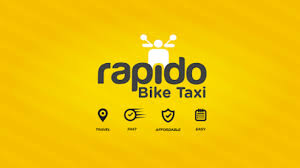 rapido
Bike Taxi
TRAVEL
FAST
AFFORDABLE
EASY